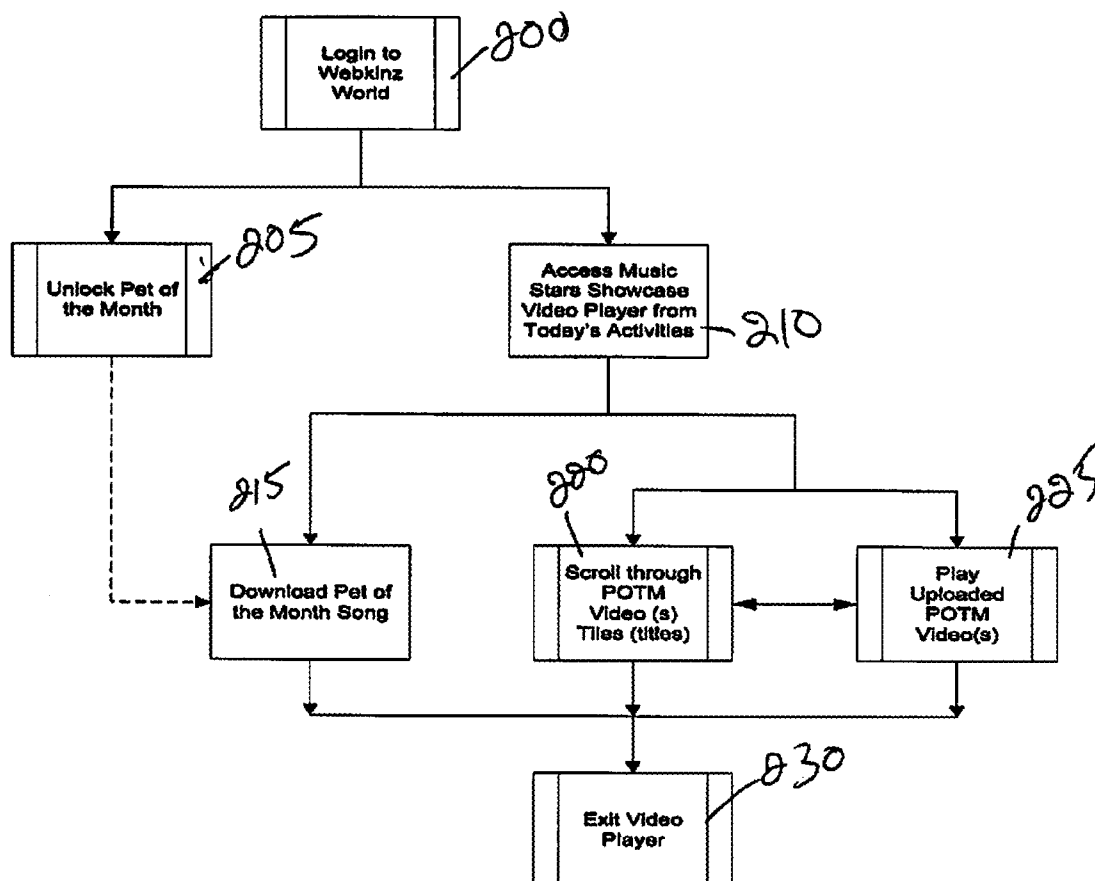 Login to
Webkinz
World
200
Unlock Pet of
the Month
205
Access Music
Stars Showcase
Video Player from
Today's Activities
210
215
Download Pet of
the Month Song
220
Scroll through
POTM
Video (s)
Tiles (titles)
225
Play
Uploaded
POTM
Video(s)
230
Exit Video
Player